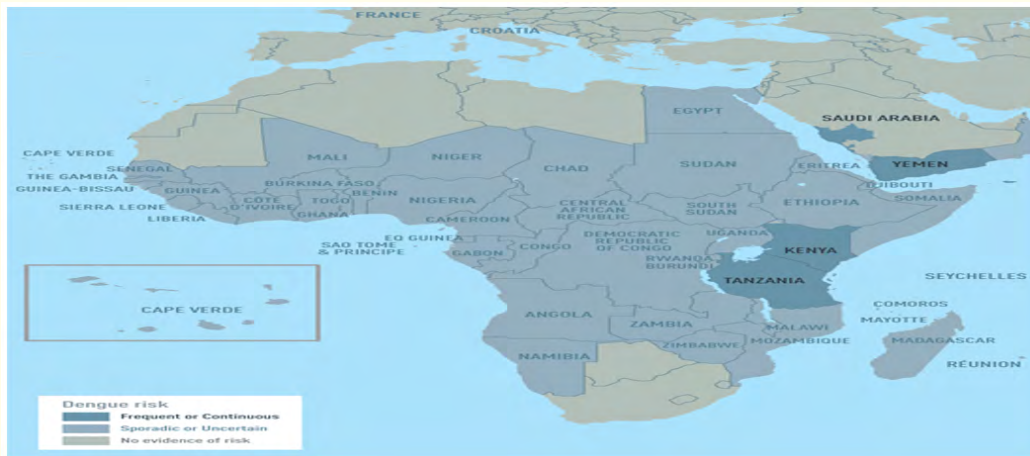 FRANCE
CROATIA
SAUDI ARABIA
EGYPT
CAPE VERDE
SENEGAL
MALI
NIGER
CHAD
SUDAN
ERITREA
YEMEN
THE GAMBIA
GUINEA-BISSAU
GUINEA
BURKINA FASO
BENIN
DJIBOUTI
SIERRA LEONE
CÔTE
D'IVOIRE
TOGO
NIGERIA
CENTRAL
AFRICAN
REPUBLIC
SOUTH
SUDAN
ETHIOPIA
SOMALIA
LIBERIA
GHANA
CAMEROON
EQ GUINEA
SAO TOME
& PRINCIPE
GABON
CONGO
DEMOCRATIC
REPUBLIC
OF CONGO
UGANDA
KENYA
RWANDA
BURUNDI
TANZANIA
SEYCHELLES
CAPE VERDE
ANGOLA
ZAMBIA
MALAWI
COMOROS
MAYOTTE
NAMIBIA
ZIMBABWE
MOZAMBIQUE
MADAGASCAR
RÉUNION
Dengue risk
Frequent or Continuous
Sporadic or Uncertain
No evidence of risk